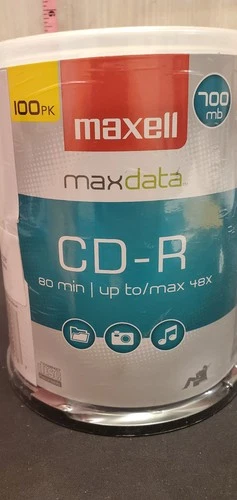 100PK
maxell
700
mb
maxdata
CD-R
80 min | up to/max 48X